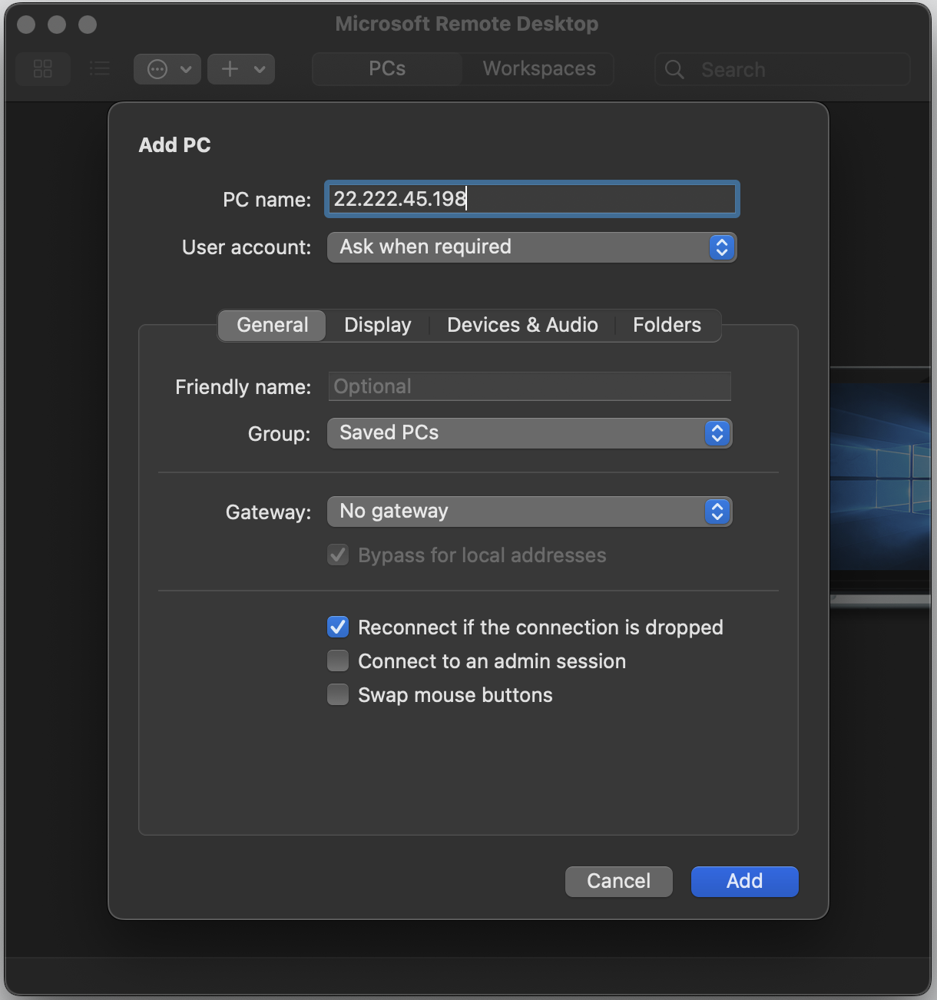 Microsoft Remote Desktop
PCs
Workspaces
Search
Add PC
PC name: 22.222.45.198
User account: Ask when required
General Display Devices & Audio Folders
Friendly name: Optional
Group: Saved PCs
Gateway: No gateway
Bypass for local addresses
Reconnect if the connection is dropped
Connect to an admin session
Swap mouse buttons
Cancel Add